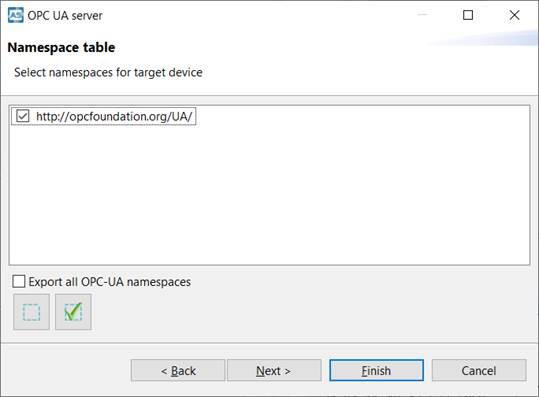 OPC UA server
Namespace table
Select namespaces for target device
http://opcfoundation.org/UA/
Export all OPC-UA namespaces
< Back Next > Finish Cancel